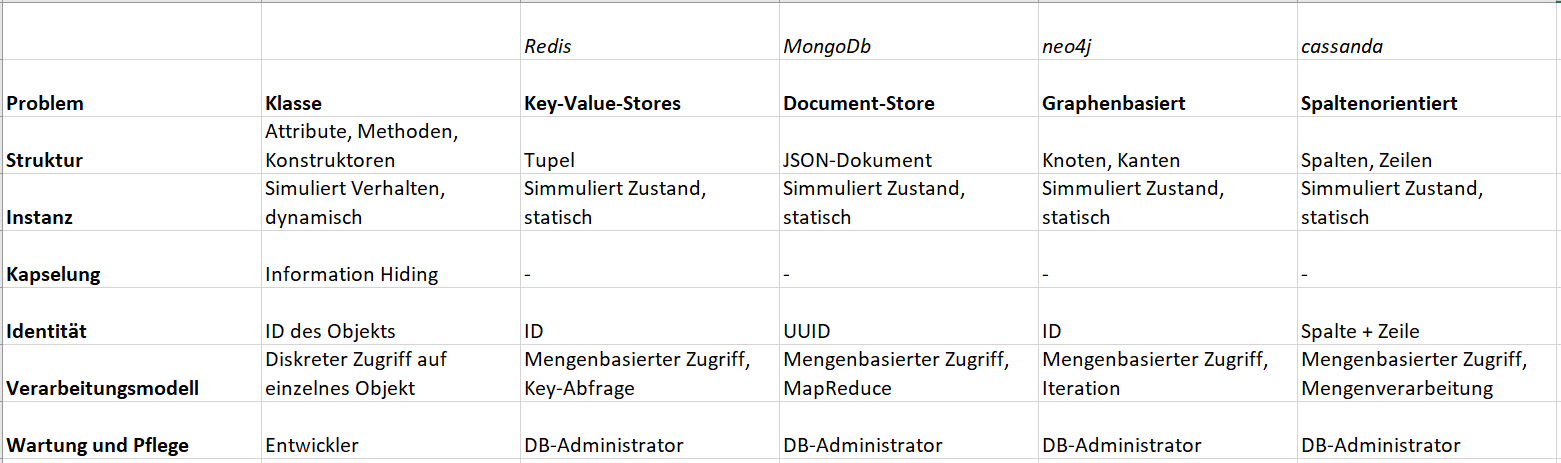 Redis MongoDb neo4j cassanda
Problem Klasse Key-Value-Stores Document-Store Graphenbasiert Spaltenorientiert
Attribute, Methoden,
Struktur Konstruktoren Tupel JSON-Dokument Knoten, Kanten Spalten, Zeilen
Simuliert Verhalten, Simmuliert Zustand, Simmuliert Zustand, Simmuliert Zustand, Simmuliert Zustand,
Instanz dynamisch statisch statisch statisch statisch
Kapselung Information Hiding - - - -
Identität ID des Objekts ID UUID ID Spalte + Zeile
Diskreter Zugriff auf Mengenbasierter Zugriff, Mengenbasierter Zugriff, Mengenbasierter Zugriff, Mengenbasierter Zugriff,
Verarbeitungsmodell einzelnes Objekt Key-Abfrage MapReduce Iteration Mengenverarbeitung
Wartung und Pflege Entwickler DB-Administrator DB-Administrator DB-Administrator DB-Administrator